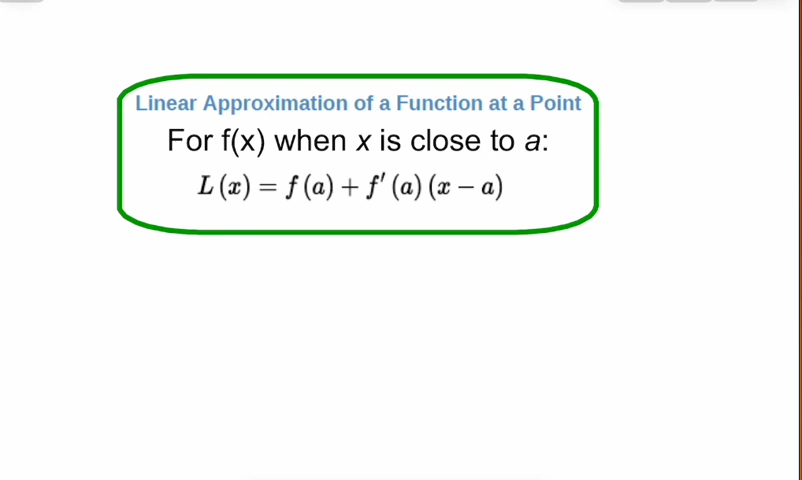 Linear Approximation of a Function at a Point
For f(x) when x is close to a:
L (x) = f (a) + f′ (a) (x − a)